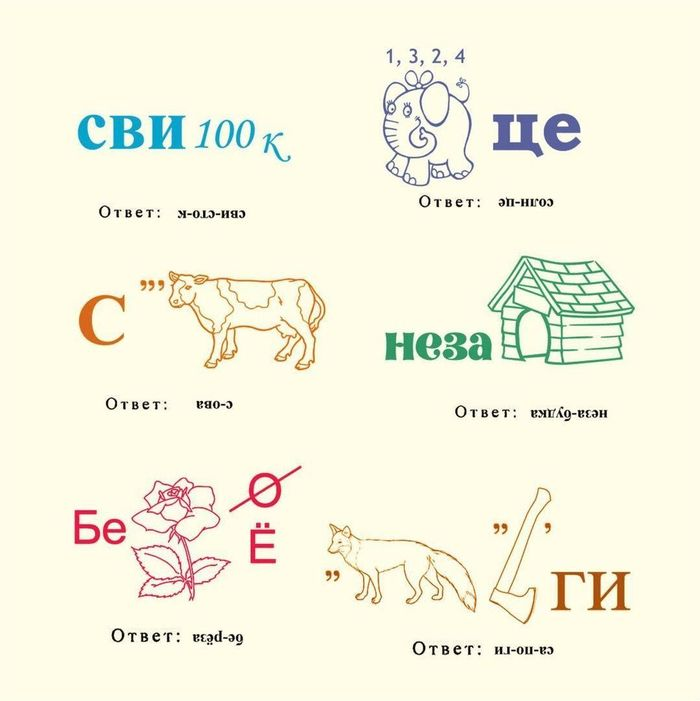 СВИ 100 К
Ответ: сви-сто-к
1, 3, 2, 4
це
Ответ: солн-це
С ’’’
Ответ: с-ова
неза
Ответ: неза-будка
Бе
О
Ё
Ответ: бе-рёза
’’ ’’ ’
ГИ
Ответ: са-по-ги